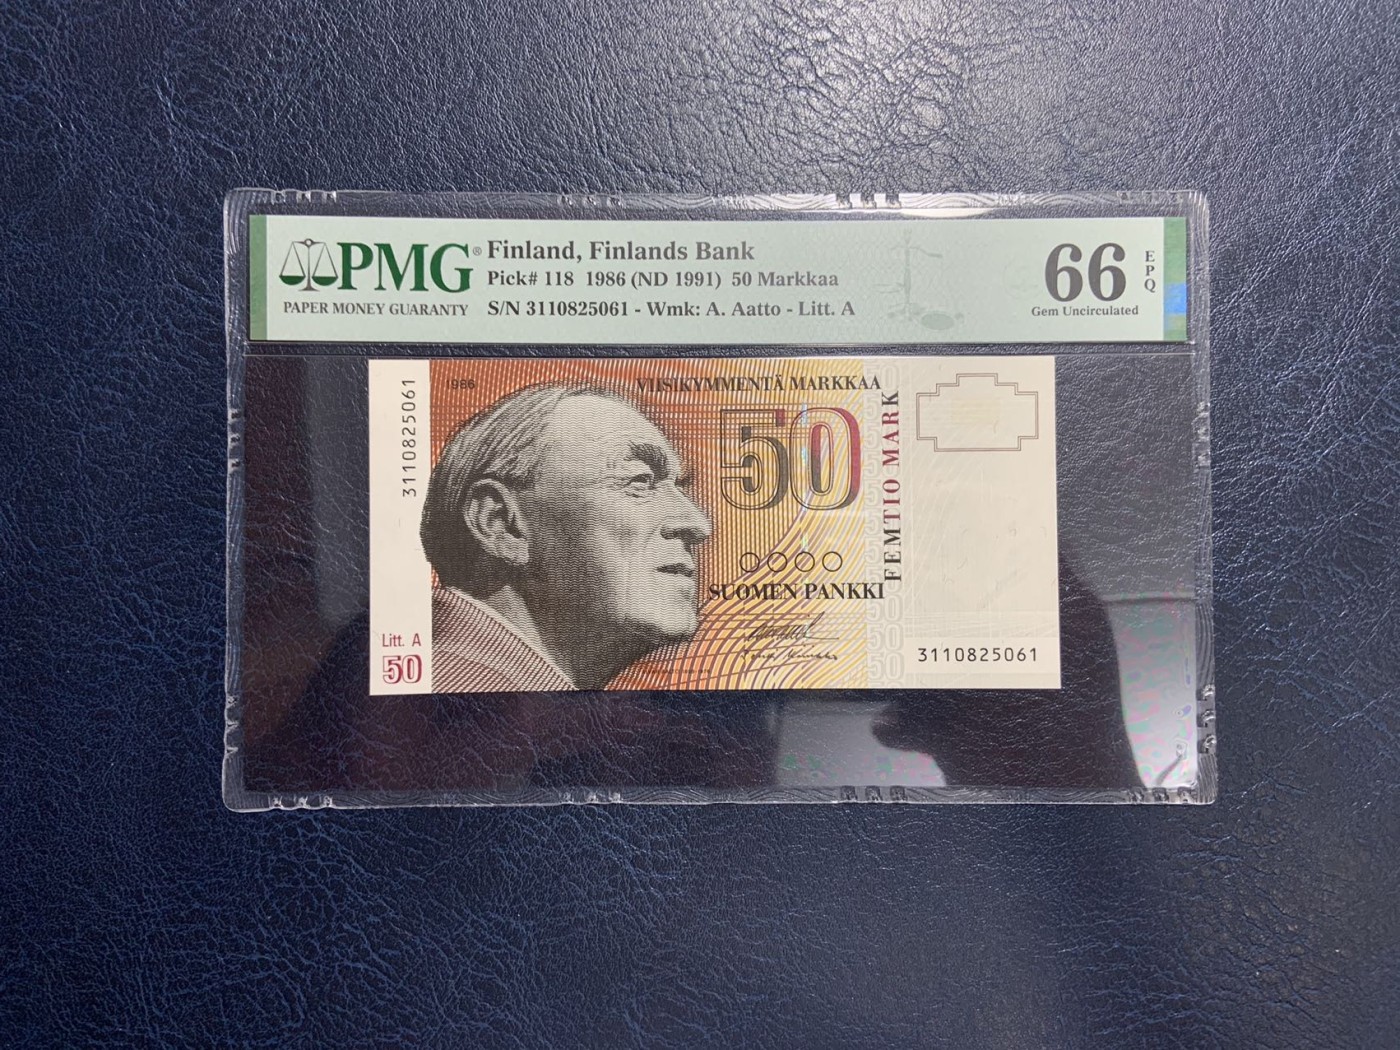 PMG®
PAPER MONEY GUARANTY
Finland, Finlands Bank
Pick# 118 1986 (ND 1991) 50 Markkaa
S/N 3110825061 - Wmk: A. Aatto - Litt. A
66
EPQ
Gem Uncirculated
1986
3110825061
VIISIKYMMENTÄ MARKKAA
50
FEMTIO MARK
SUOMEN PANKKI
Litt. A
50
3110825061